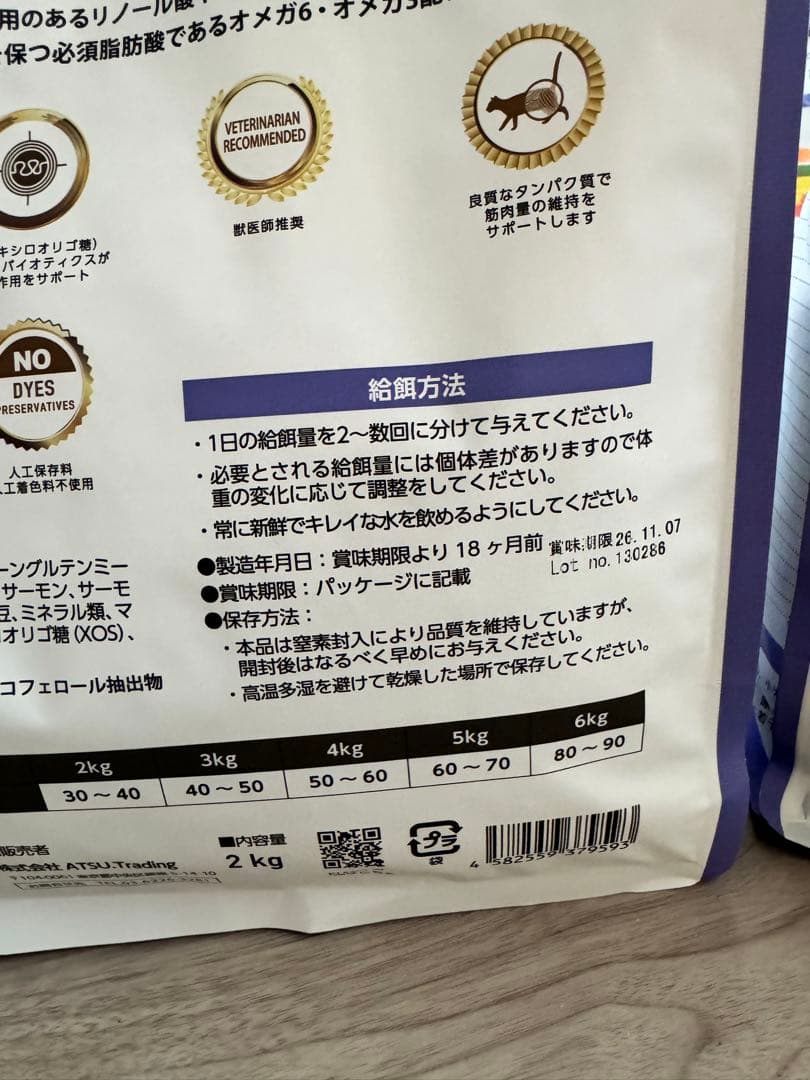 用のあるリノール酸
保つ必須脂肪酸であるオメガ6・オメガ3配
VETERINARIAN
RECOMMENDED
獣医師推奨
良質なタンパク質で
筋肉量の維持を
サポートします
キシロオリゴ糖）
バイオティクスが
作用をサポート
NO
DYES
PRESERVATIVES
人工保存料
人工着色料不使用
給餌方法
・1日の給餌量を2～数回に分けて与えてください。
・必要とされる給餌量には個体差がありますので体
重の変化に応じて調整をしてください。
・常に新鮮でキレイな水を飲めるようにしてください。
●製造年月日：賞味期限より18ヶ月前
●賞味期限：パッケージに記載
賞味期限26.11.07
Lot no. 130286
●保存方法：
・本品は窒素封入により品質を維持していますが、
開封後はなるべく早めにお与えください。
・高温多湿を避けて乾燥した場所で保存してください。
ーングルテンミー
サーモン、サーモ
豆、ミネラル類、マ
オリゴ糖（XOS）、
コフェロール抽出物
2kg 3kg 4kg 5kg 6kg
30～40 40～50 50～60 60～70 80～90
販売者
株式会社 ATSU.Trading
■内容量
2 kg
プラ
袋
4 582559 379593